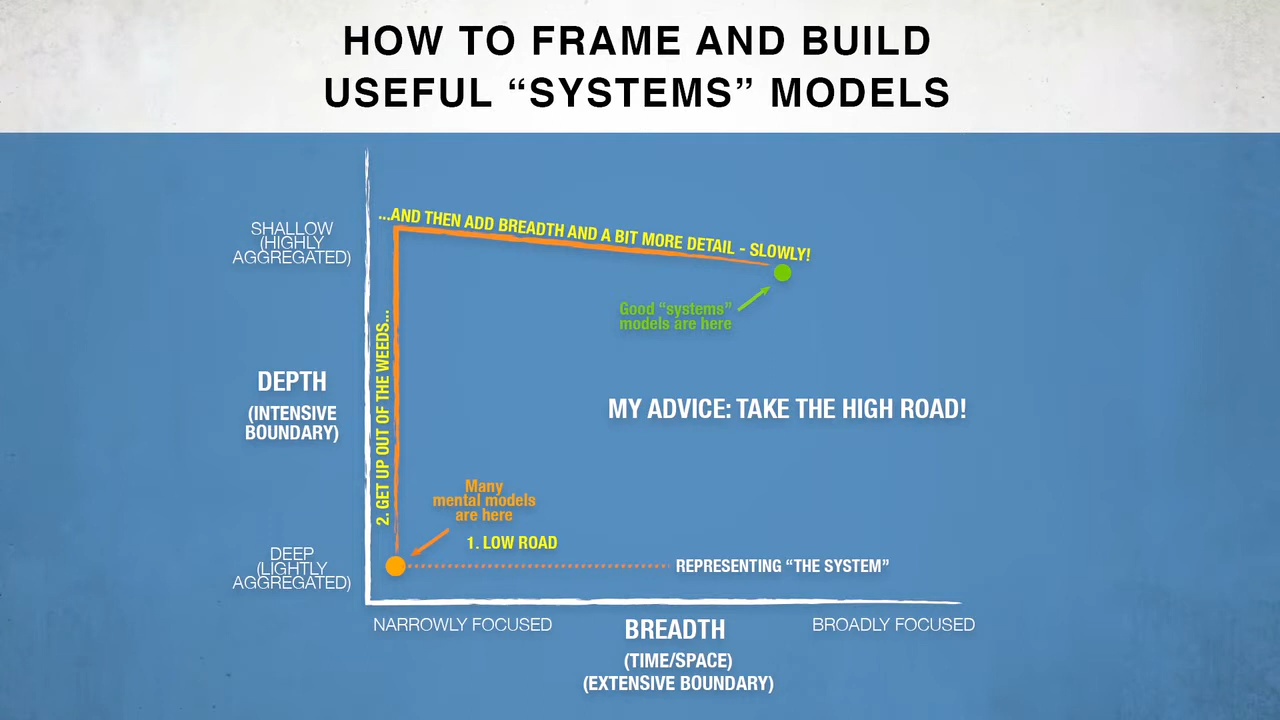 HOW TO FRAME AND BUILD
USEFUL “SYSTEMS” MODELS
...AND THEN ADD BREADTH AND A BIT MORE DETAIL - SLOWLY!
SHALLOW
(HIGHLY
AGGREGATED)
Good “systems”
models are here
2. GET UP OUT OF THE WEEDS...
DEPTH
(INTENSIVE
BOUNDARY)
MY ADVICE: TAKE THE HIGH ROAD!
Many
mental models
are here
1. LOW ROAD
DEEP
(LIGHTLY
AGGREGATED)
REPRESENTING “THE SYSTEM”
NARROWLY FOCUSED
BREADTH
BROADLY FOCUSED
(TIME/SPACE)
(EXTENSIVE BOUNDARY)